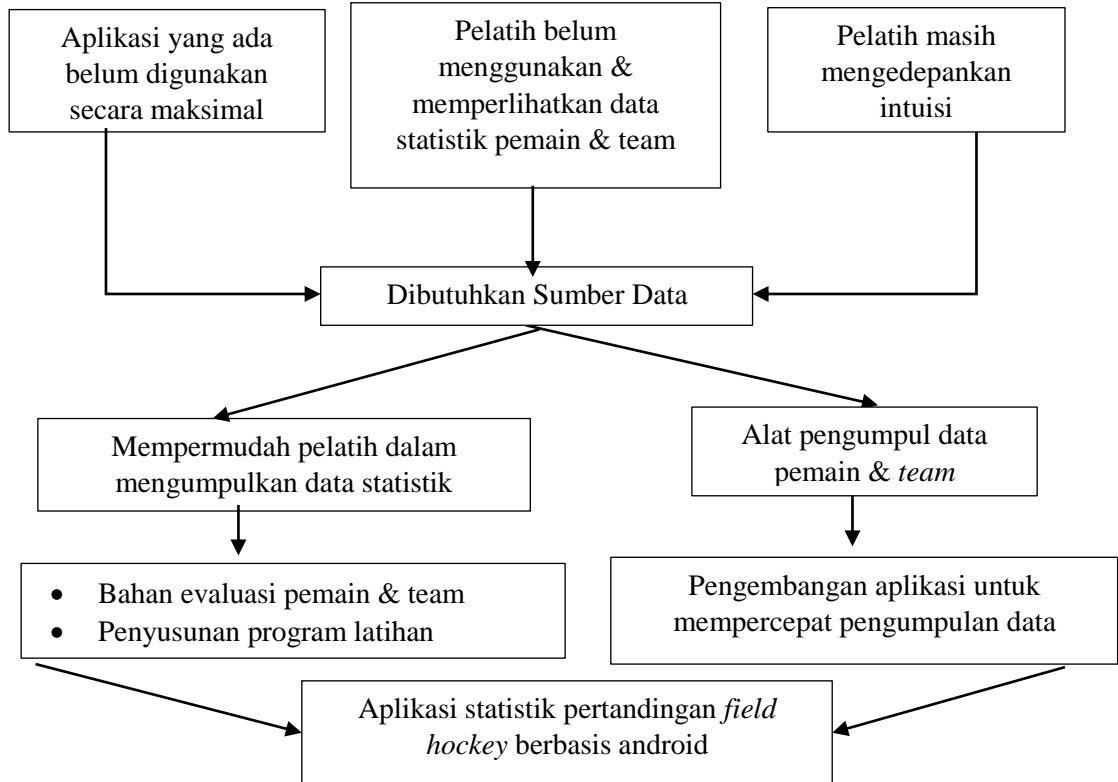 Aplikasi yang ada
belum digunakan
secara maksimal
Pelatih belum
menggunakan &
memperlihatkan data
statistik pemain & team
Pelatih masih
mengedepankan
intuisi
Dibutuhkan Sumber Data
Mempermudah pelatih dalam
mengumpulkan data statistik
Alat pengumpul data
pemain & team
• Bahan evaluasi pemain & team
• Penyusunan program latihan
Pengembangan aplikasi untuk
mempercepat pengumpulan data
Aplikasi statistik pertandingan field
hockey berbasis android